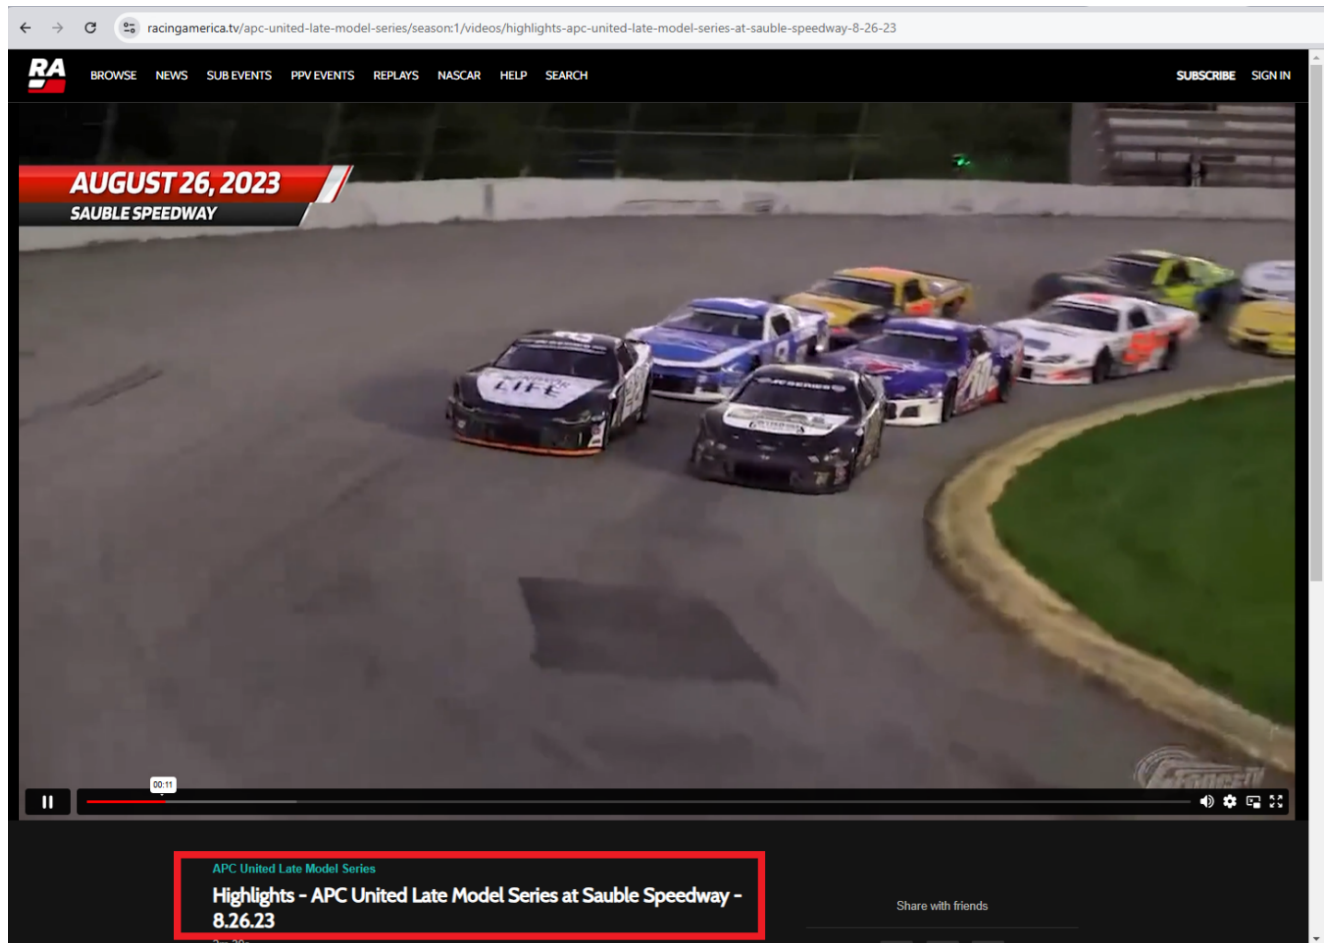 racingamerica.tv/apc-united-late-model-series/season:1/videos/highlights-apc-united-late-model-series-at-sauble-speedway-8-26-23
RA BROWSE NEWS SUB EVENTS PPV EVENTS REPLAYS NASCAR HELP SEARCH SUBSCRIBE SIGN IN
AUGUST 26, 2023
SAUBLE SPEEDWAY
LIFE
00:11
APC United Late Model Series
Highlights - APC United Late Model Series at Sauble Speedway -
8.26.23
Share with friends